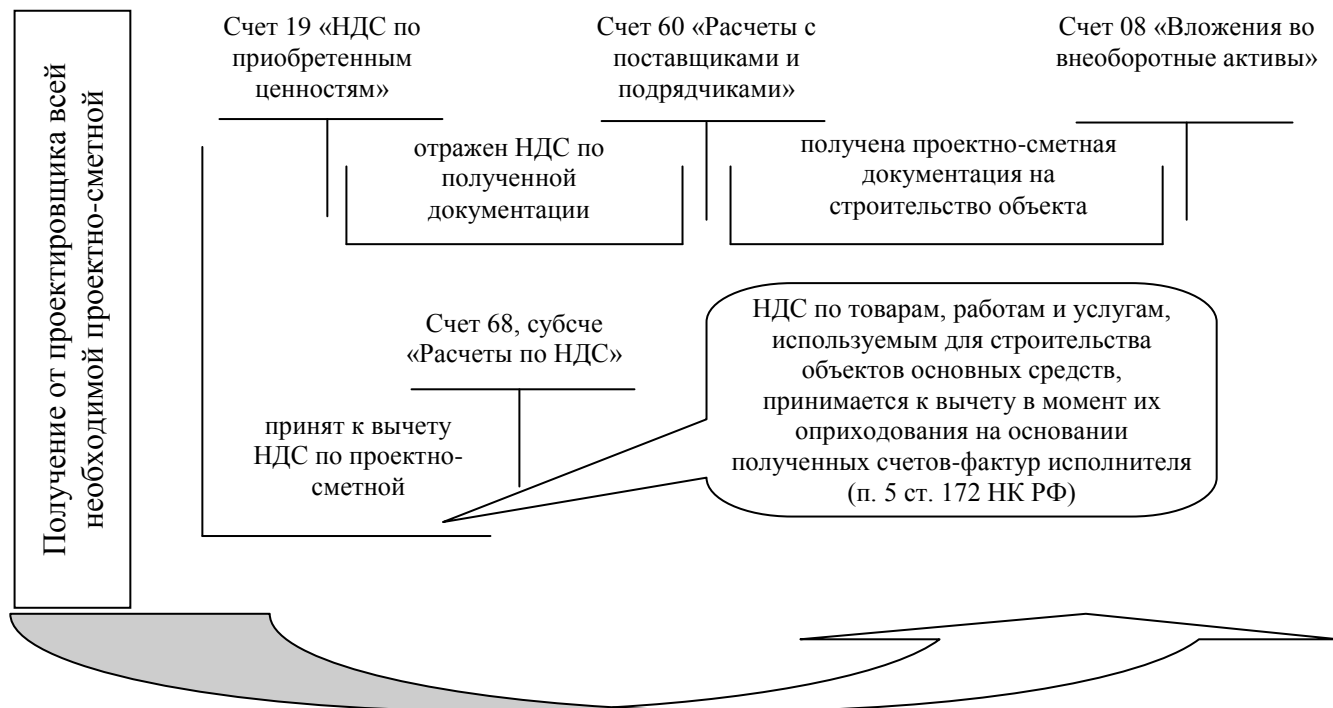 Получение от проектировщика всей
необходимой проектно-сметной
Счет 19 «НДС по
приобретенным
ценностям»
Счет 60 «Расчеты с
поставщиками и
подрядчиками»
Счет 08 «Вложения во
внеоборотные активы»
отражен НДС по
полученной
документации
получена проектно-сметная
документация на
строительство объекта
Счет 68, субсче
«Расчеты по НДС»
принят к вычету
НДС по проектно-
сметной
НДС по товарам, работам и услугам,
используемым для строительства
объектов основных средств,
принимается к вычету в момент их
оприходования на основании
полученных счетов-фактур исполнителя
(п. 5 ст. 172 НК РФ)